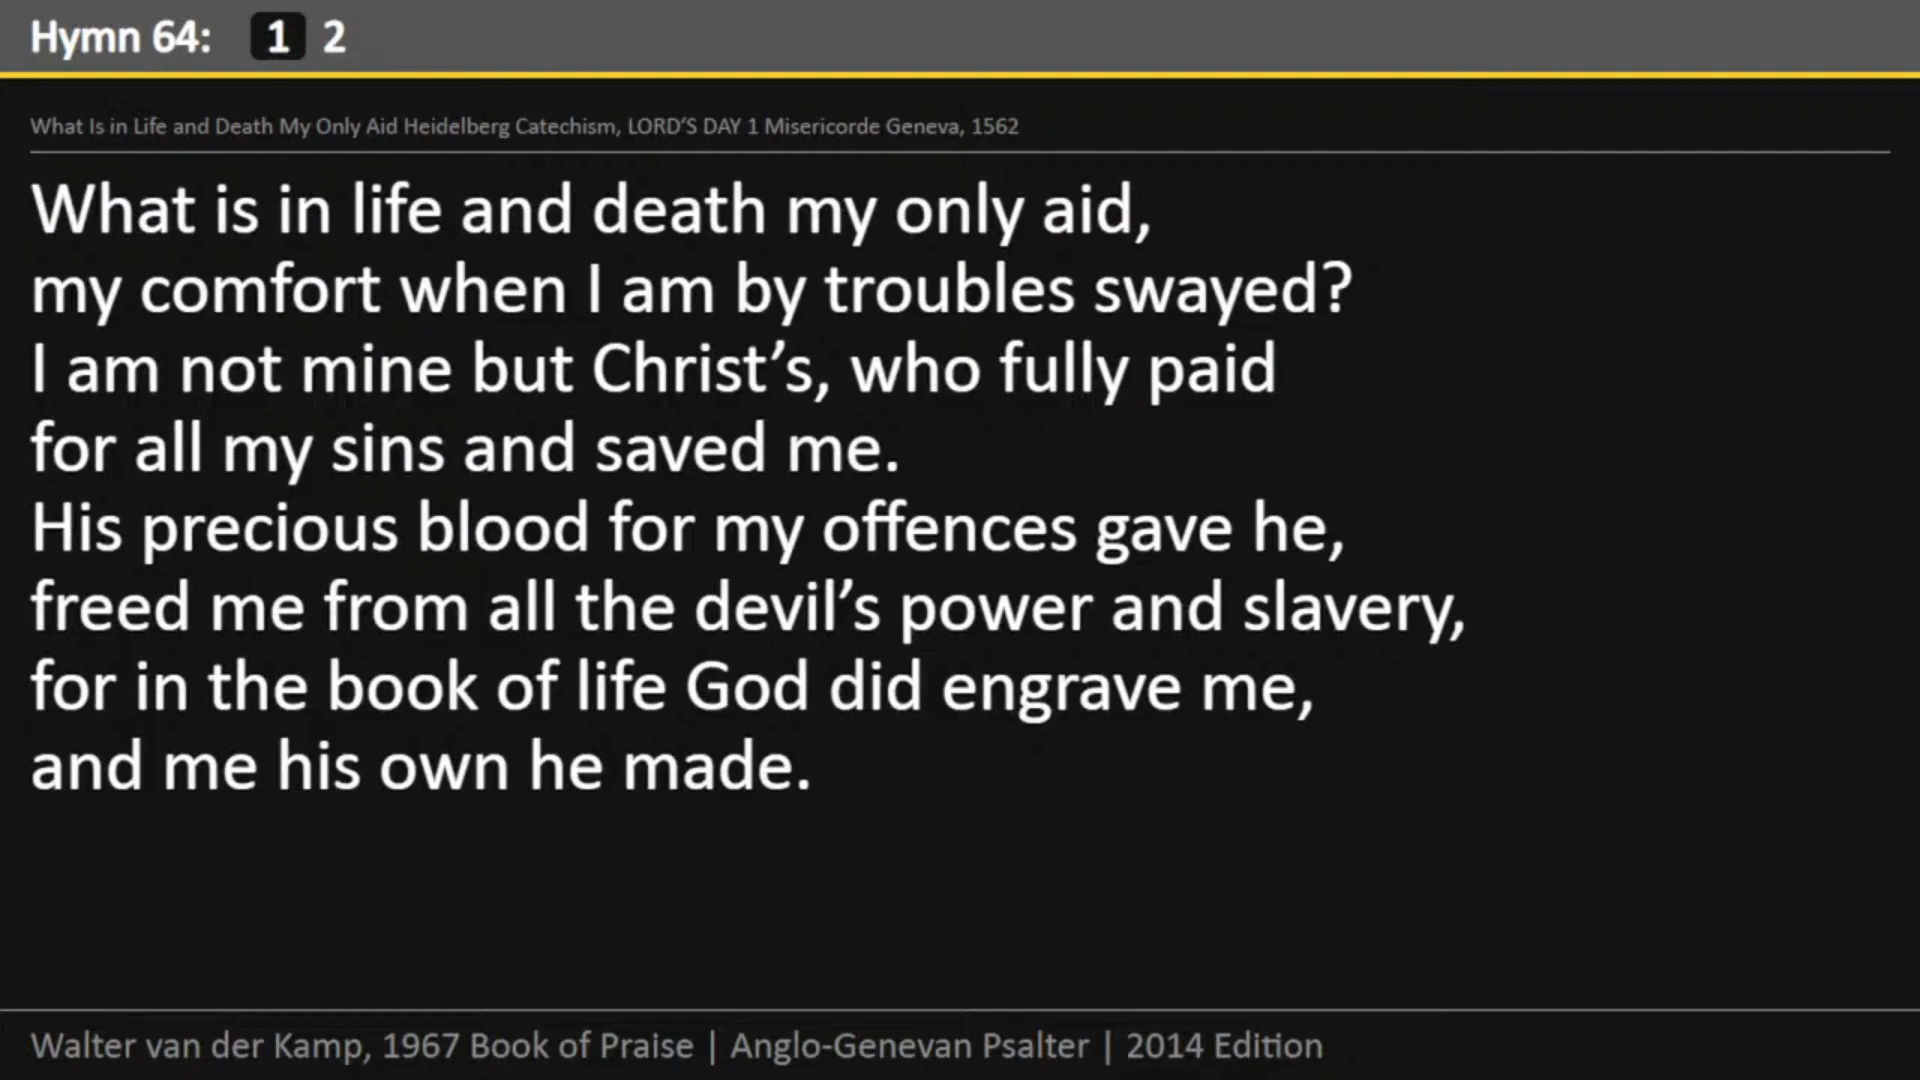 Hymn 64: 1 2
What Is in Life and Death My Only Aid Heidelberg Catechism, LORD’S DAY 1 Misericorde Geneva, 1562
What is in life and death my only aid,
my comfort when I am by troubles swayed?
I am not mine but Christ’s, who fully paid
for all my sins and saved me.
His precious blood for my offences gave he,
freed me from all the devil’s power and slavery,
for in the book of life God did engrave me,
and me his own he made.
Walter van der Kamp, 1967 Book of Praise | Anglo-Genevan Psalter | 2014 Edition